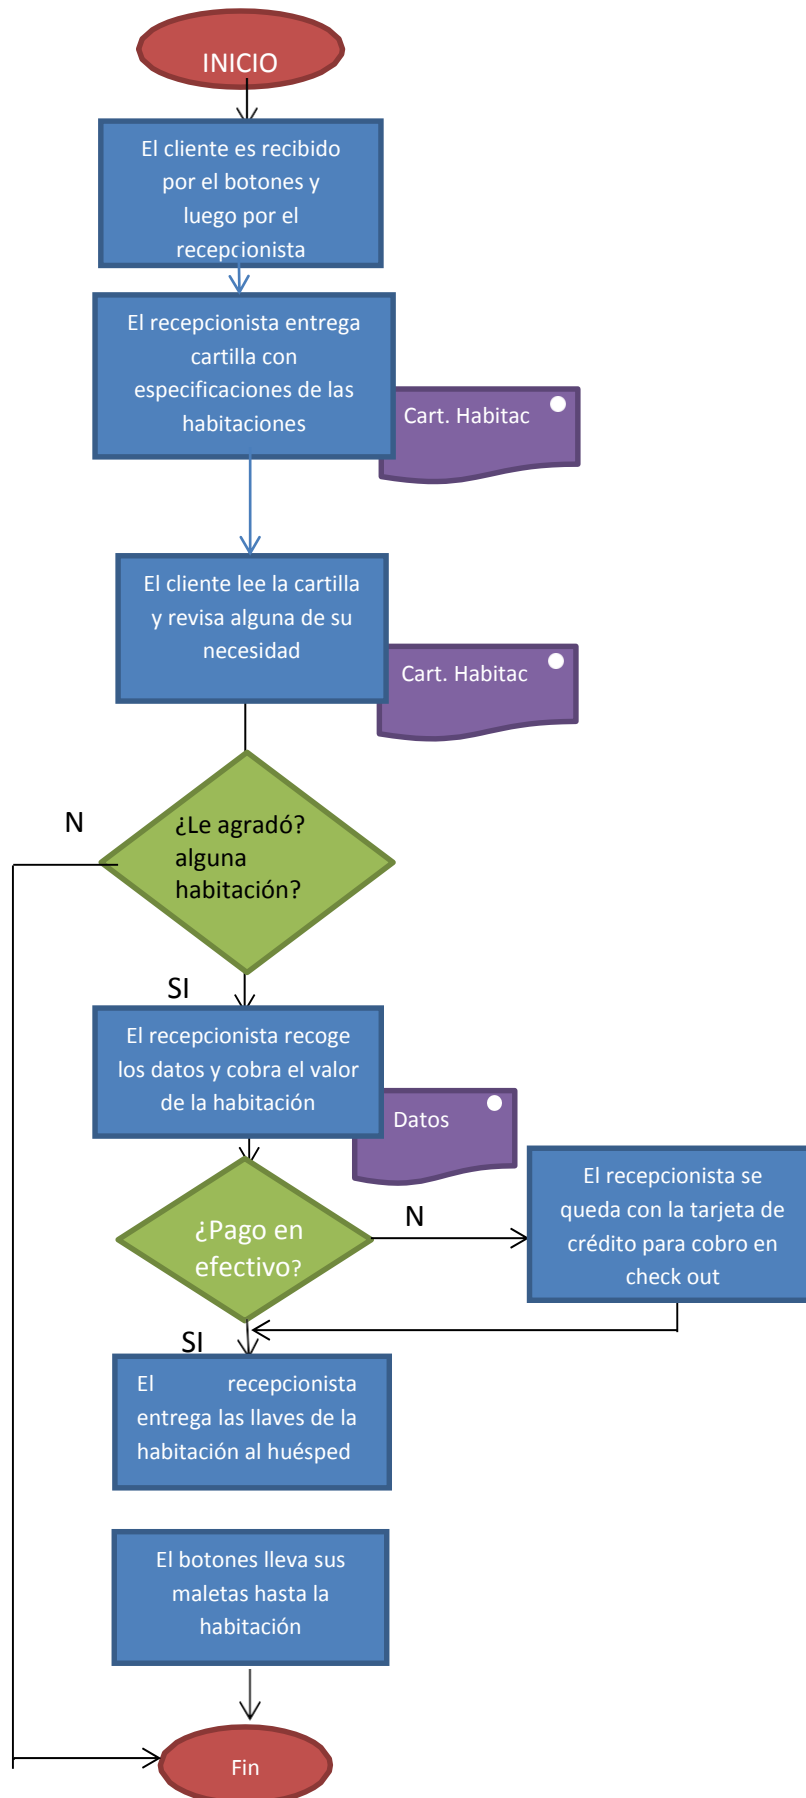 INICIO
El cliente es recibido
por el botones y
luego por el
recepcionista
El recepcionista entrega
cartilla con
especificaciones de las
habitaciones
Cart. Habitac
El cliente lee la cartilla
y revisa alguna de su
necesidad
Cart. Habitac
N
¿Le agradó?
alguna
habitación?
SI
El recepcionista recoge
los datos y cobra el valor
de la habitación
Datos
El recepcionista se
queda con la tarjeta de
crédito para cobro en
check out
N
¿Pago en
efectivo?
SI
El recepcionista
entrega las llaves de la
habitación al huésped
El botones lleva sus
maletas hasta la
habitación
Fin